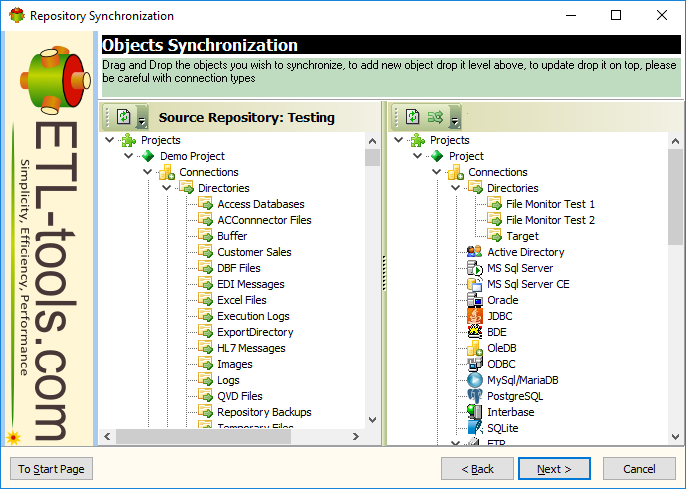 Repository Synchronization
ETL-tools.com
Simplicity, Efficiency, Performance
Objects Synchronization
Drag and Drop the objects you wish to synchronize, to add new object drop it level above, to update drop it on top, please
be careful with connection types
Source Repository: Testing
Projects
Demo Project
Connections
Directories
Access Databases
ACConnnector Files
Buffer
Customer Sales
DBF Files
EDI Messages
Excel Files
Execution Logs
ExportDirectory
HL7 Messages
Images
Logs
QVD Files
Repository Backups
Temporary Files
Projects
Project
Connections
Directories
File Monitor Test 1
File Monitor Test 2
Target
Active Directory
MS Sql Server
MS Sql Server CE
Oracle
JDBC
BDE
OleDB
ODBC
MySql/MariaDB
PostgreSQL
Interbase
SQLite
FTP
To Start Page
< Back
Next >
Cancel